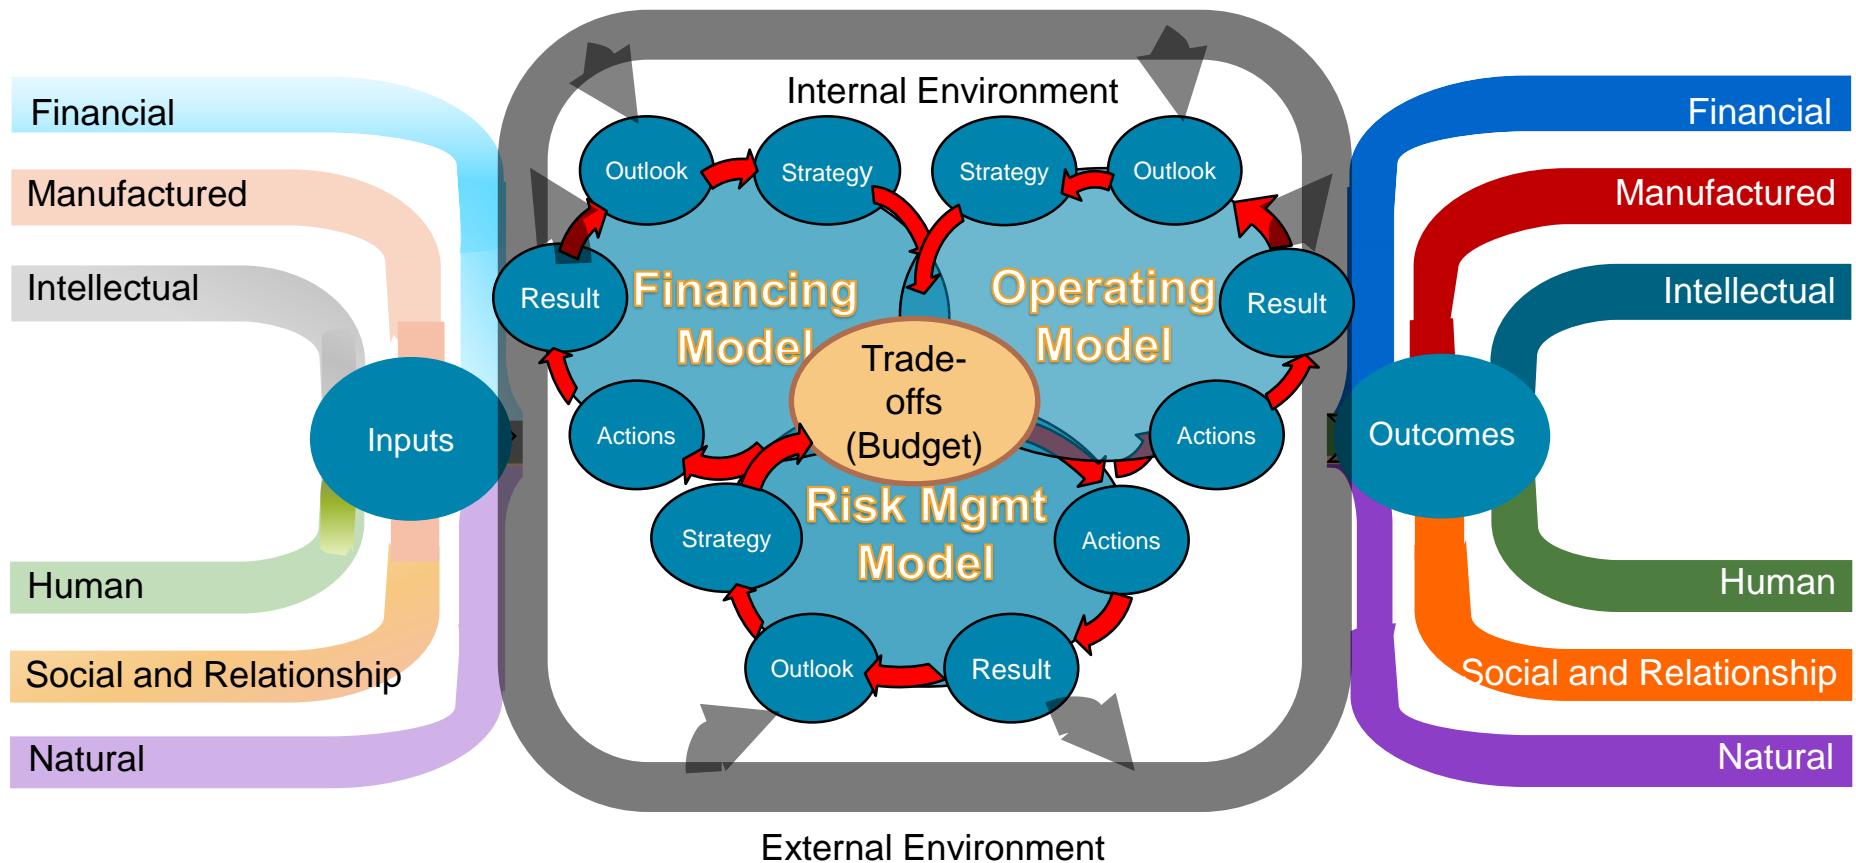 Internal Environment
Financial
Manufactured
Intellectual
Inputs
Human
Social and Relationship
Natural
Outlook
Strategy
Result
Financing
Model
Actions
Strategy
Outlook
Result
Operating
Model
Actions
Trade-
offs
(Budget)
Risk Mgmt
Model
Strategy
Actions
Outlook
Result
Financial
Manufactured
Intellectual
Outcomes
Human
Social and Relationship
Natural
External Environment